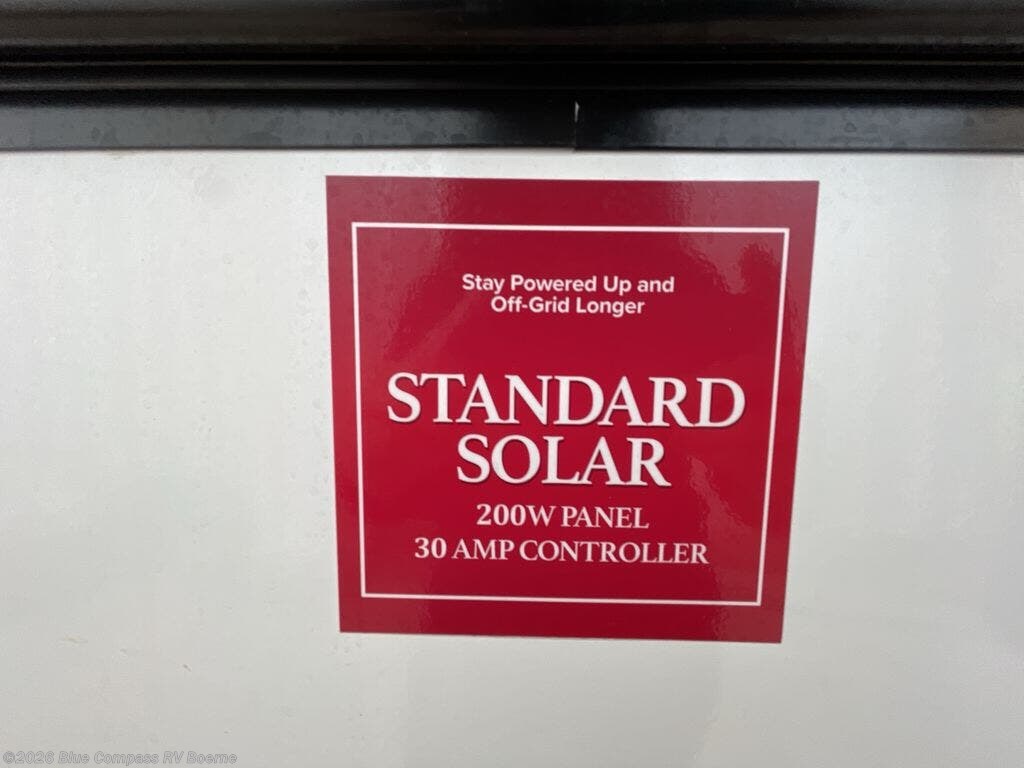 Stay Powered Up and
Off-Grid Longer
STANDARD
SOLAR
200W PANEL
30 AMP CONTROLLER
©2026 Blue Compass RV Boerne